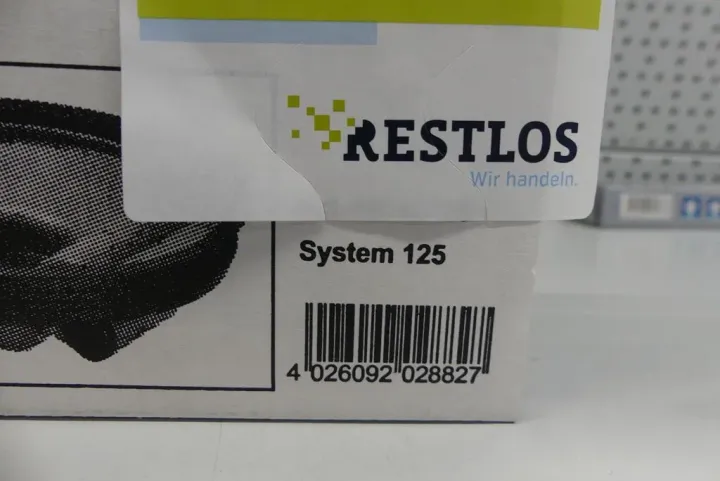 RESTLOS
Wir handeln.
System 125
4 026092 028827